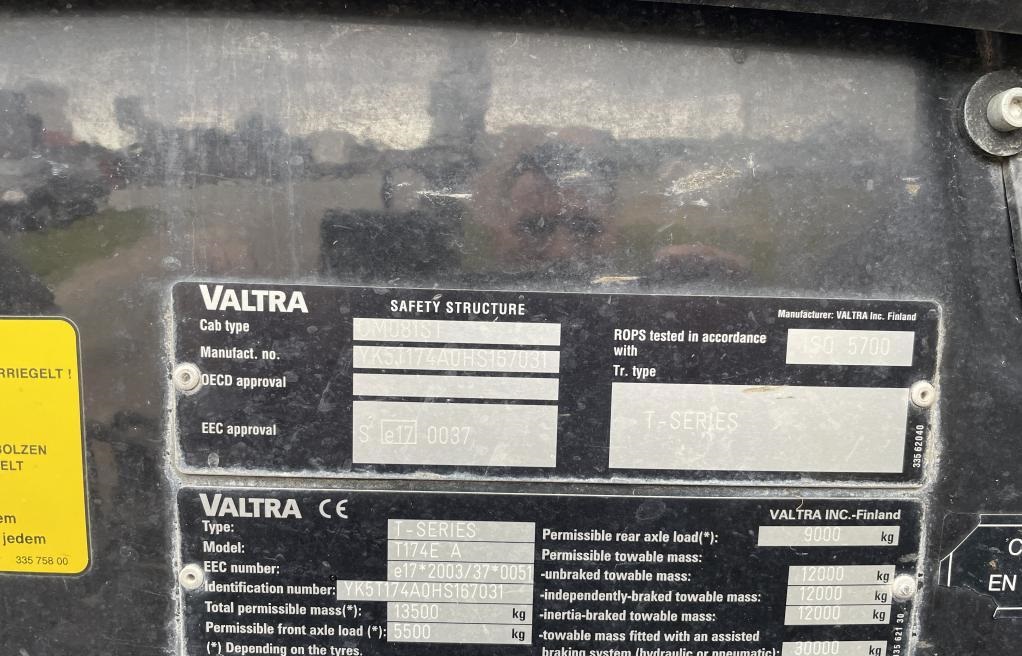 VALTRA SAFETY STRUCTURE Manufacturer: VALTRA Inc. Finland
Cab type
Manufact. no. YK5T174A0HS167031
OECD approval
EEC approval S e17 0037
ROPS tested in accordance
with ISO 5700
Tr. type
T-SERIES
335 62040
VALTRA CE VALTRA INC.-Finland
Type: T-SERIES
Model: T174E A
EEC number: e17*2003/37*0051
Identification number: YK5T174A0HS167031
Total permissible mass(*): 13500 kg
Permissible front axle load (*): 5500 kg
(*) Depending on the tyres.
Permissible rear axle load(*): 9000 kg
Permissible towable mass:
-unbraked towable mass: 12000 kg
-independently-braked towable mass: 12000 kg
-inertia-braked towable mass: 12000 kg
-towable mass fitted with an assisted
braking system (hydraulic or pneumatic): 30000 kg
RRIEGELT !
BOLZEN
ELT
em
jedem
335 758 00
EN